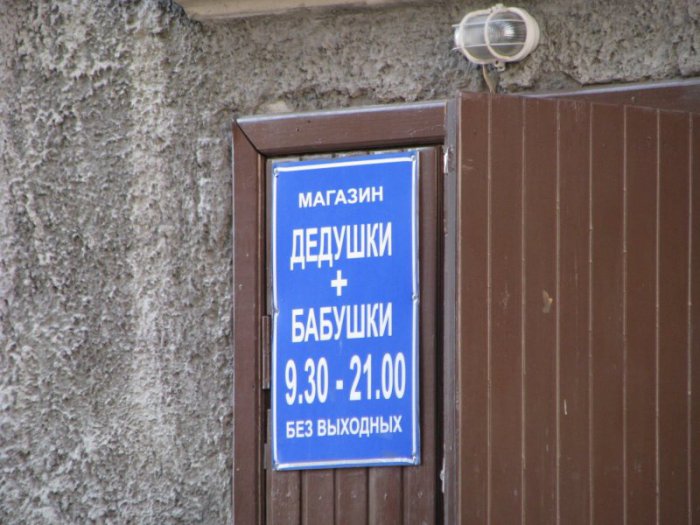 МАГАЗИН
ДЕДУШКИ
+
БАБУШКИ
9.30 - 21.00
БЕЗ ВЫХОДНЫХ